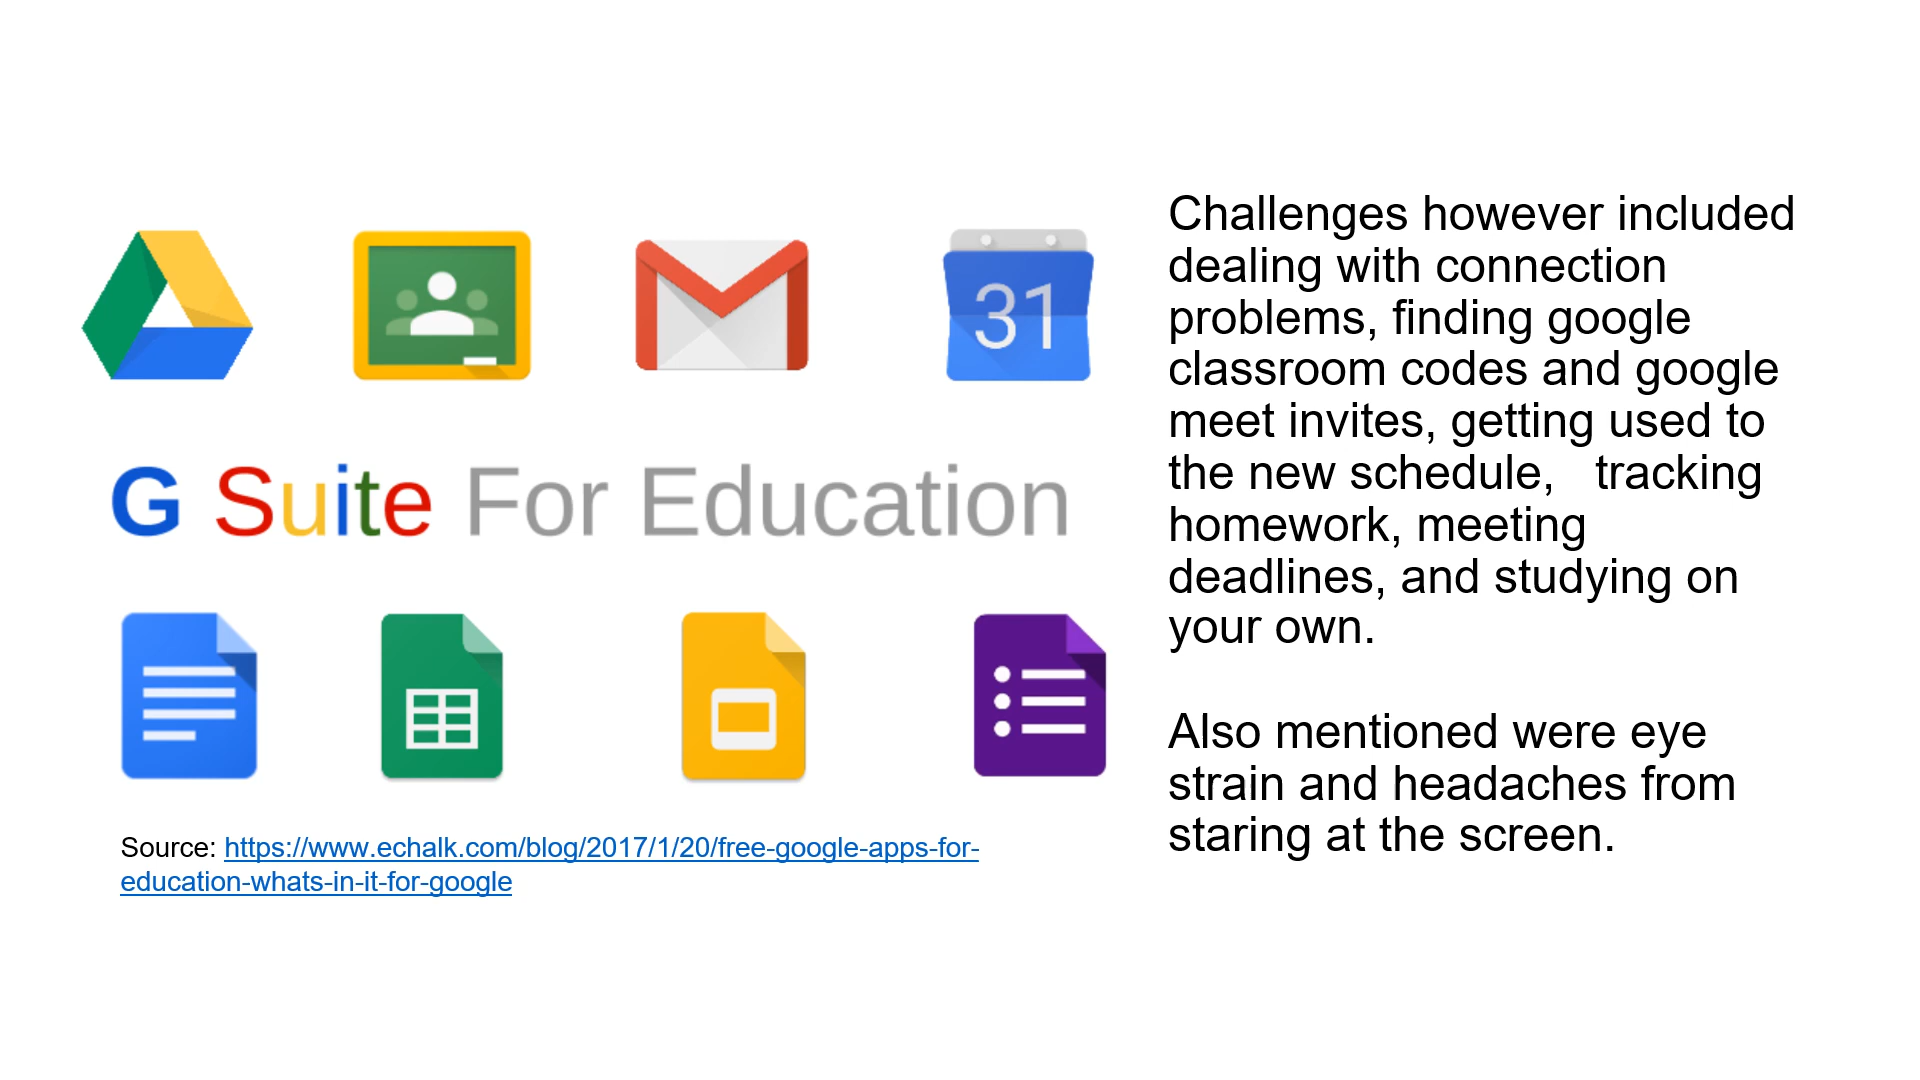 31
G Suite For Education
Source: https://www.echalk.com/blog/2017/1/20/free-google-apps-for-
education-whats-in-it-for-google
Challenges however included
dealing with connection
problems, finding google
classroom codes and google
meet invites, getting used to
the new schedule,   tracking
homework, meeting
deadlines, and studying on
your own.
Also mentioned were eye
strain and headaches from
staring at the screen.